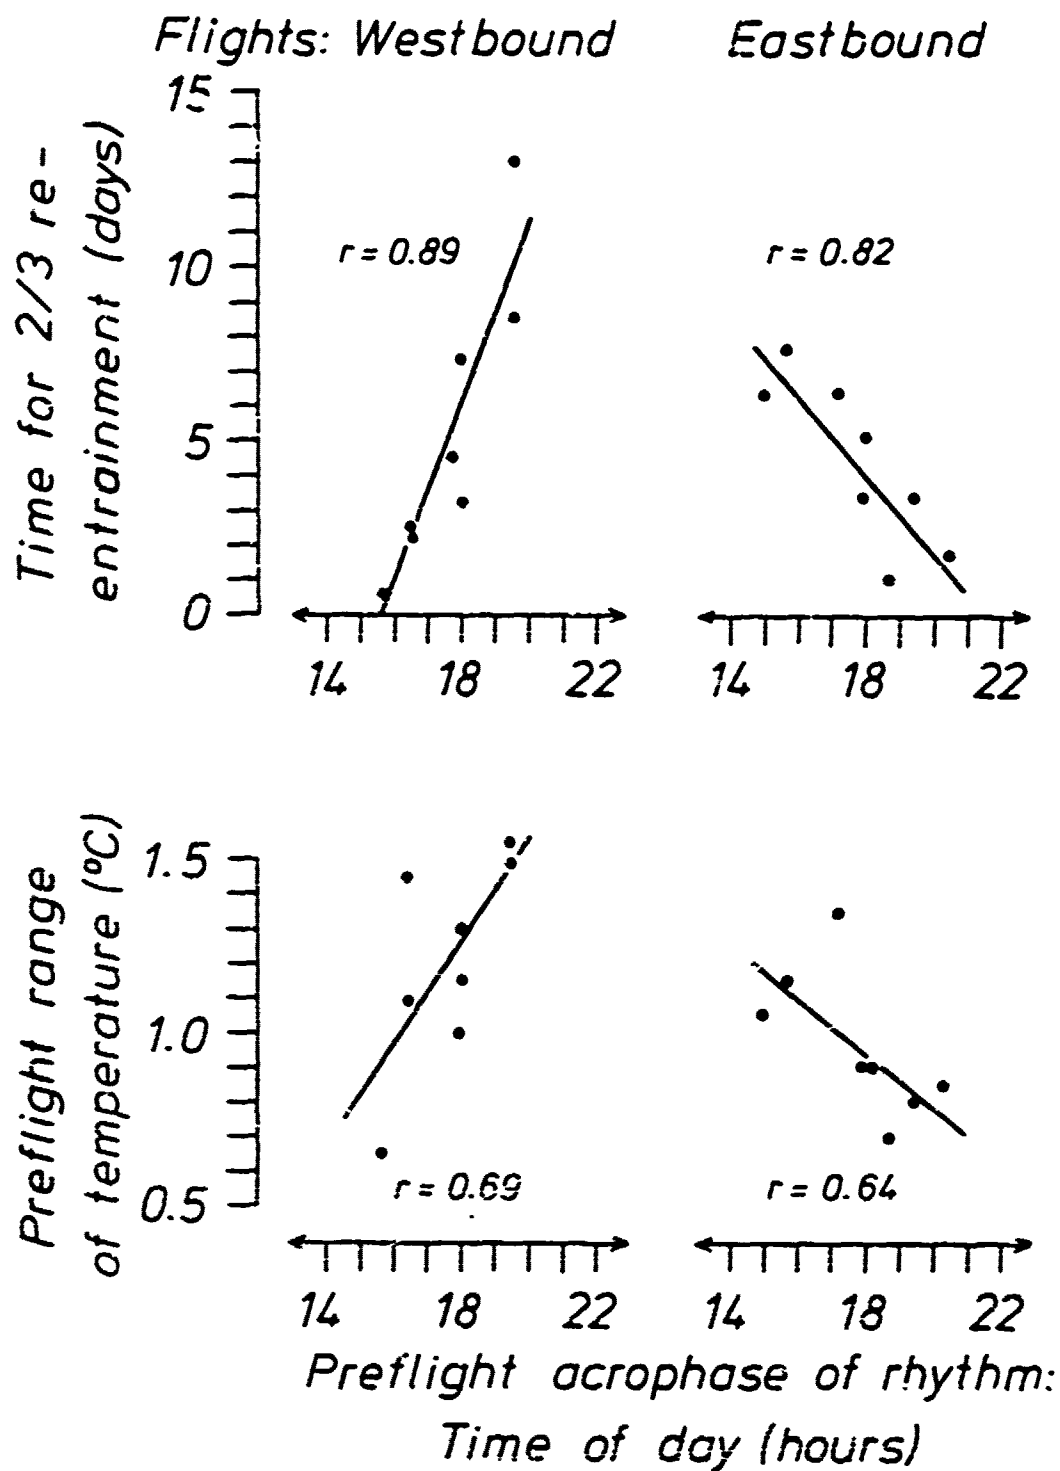 Flights: Westbound Eastbound
Time for 2/3 re-
entrainment (days)
15
10
5
0
r = 0.89
r = 0.82
14 18 22
14 18 22
Preflight range
of temperature (°C)
1.5
1.0
0.5
r = 0.69
r = 0.64
14 18 22
14 18 22
Preflight acrophase of rhythm:
Time of day (hours)